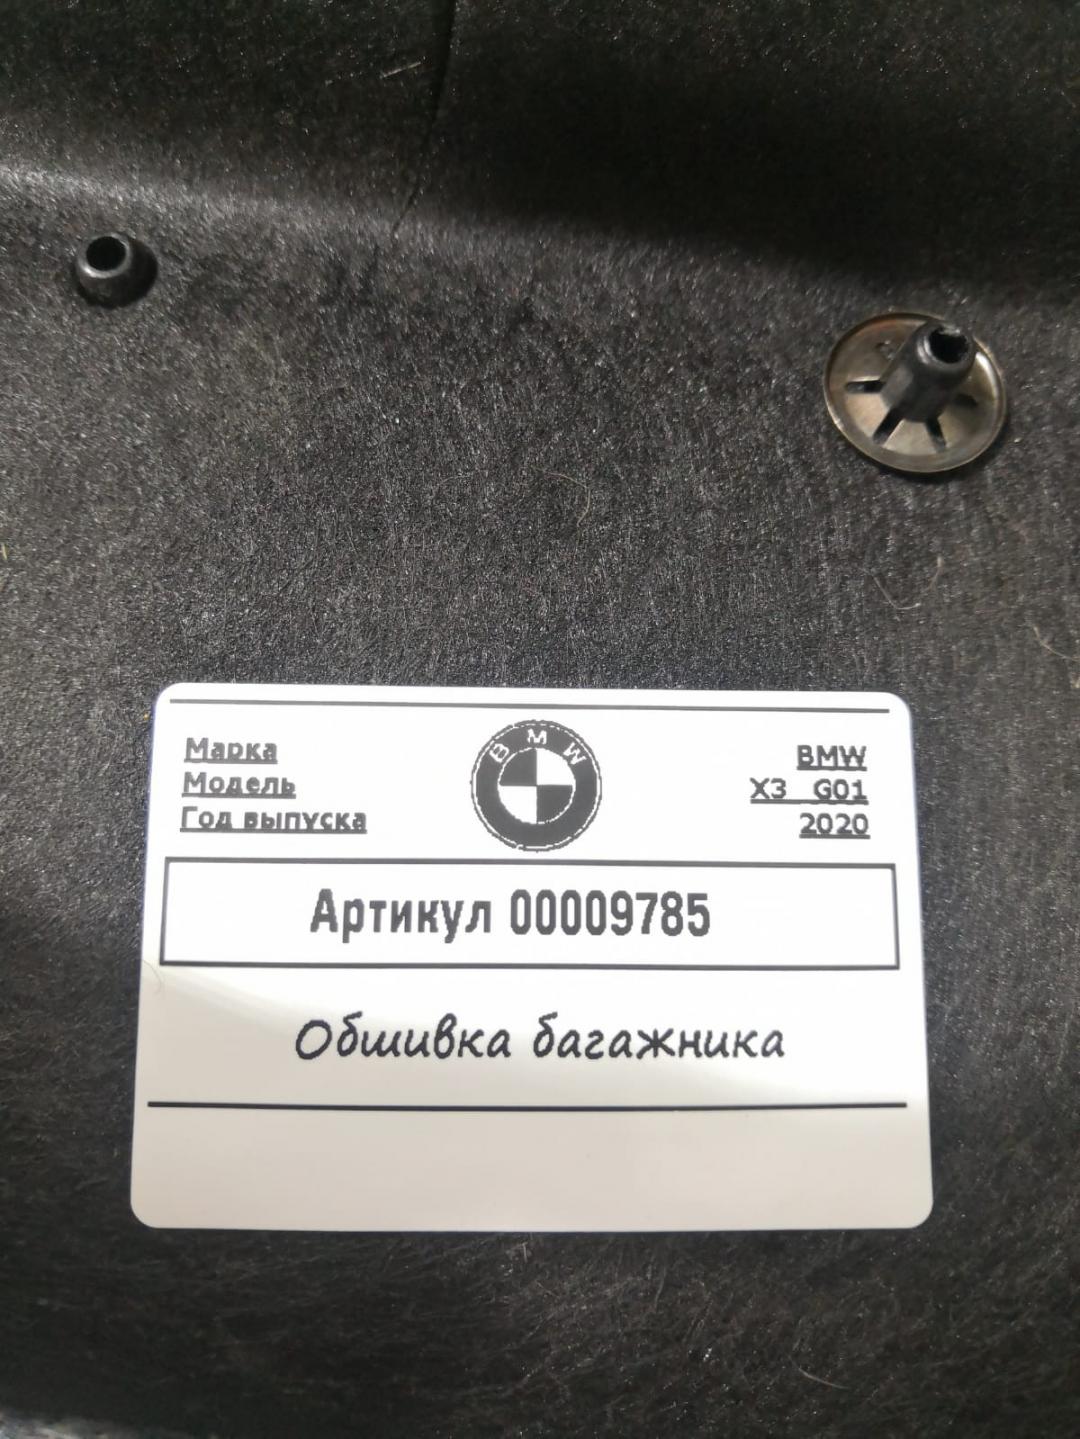 Марка BMW
Модель X3 G01
Год выпуска 2020
BMW
Артикул 00009785
Обшивка багажника